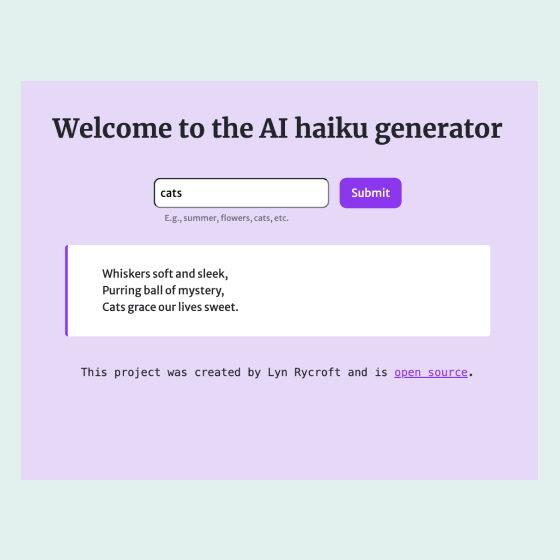 Welcome to the AI haiku generator
cats
Submit
E.g., summer, flowers, cats, etc.
Whiskers soft and sleek,
Purring ball of mystery,
Cats grace our lives sweet.
This project was created by Lyn Rycroft and is open source.